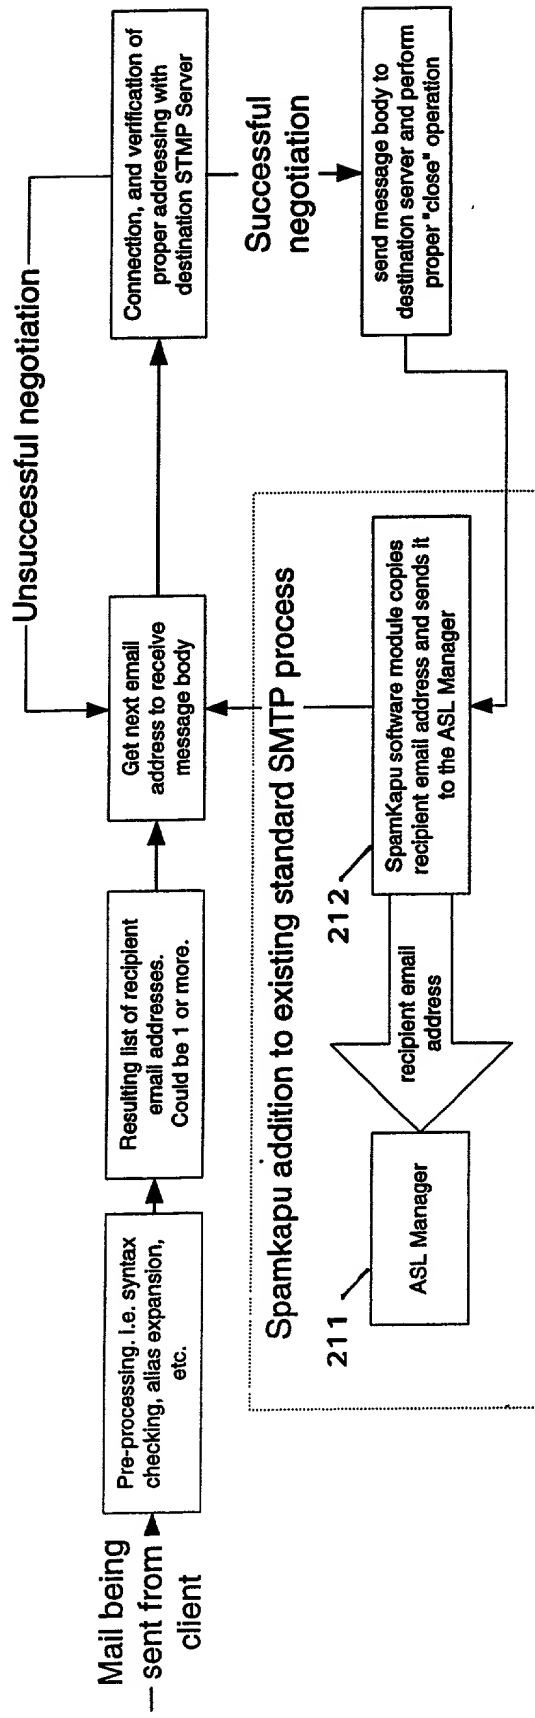 Mail being
sent from
client
Pre-processing. I.e. syntax
checking, alias expansion,
etc.
Resulting list of recipient
email addresses.
Could be 1 or more.
Get next email
address to receive
message body
Unsuccessful negotiation
Connection, and verification of
proper addressing with
destination STMP Server
Successful
negotiation
send message body to
destination server and perform
proper "close" operation
Spamkapu addition to existing standard SMTP process
212
SpamKapu software module copies
recipient email address and sends it
to the ASL Manager
recipient email
address
211
ASL Manager